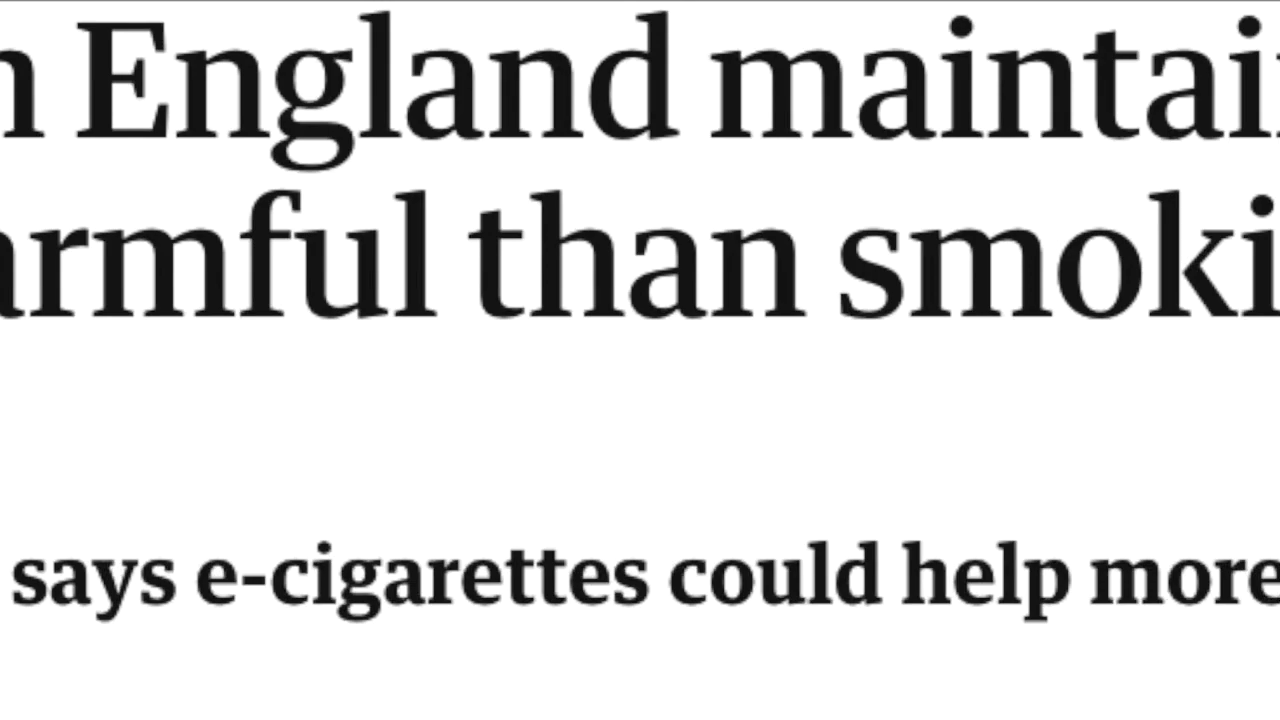 n England maintai
armful than smoki
says e-cigarettes could help more